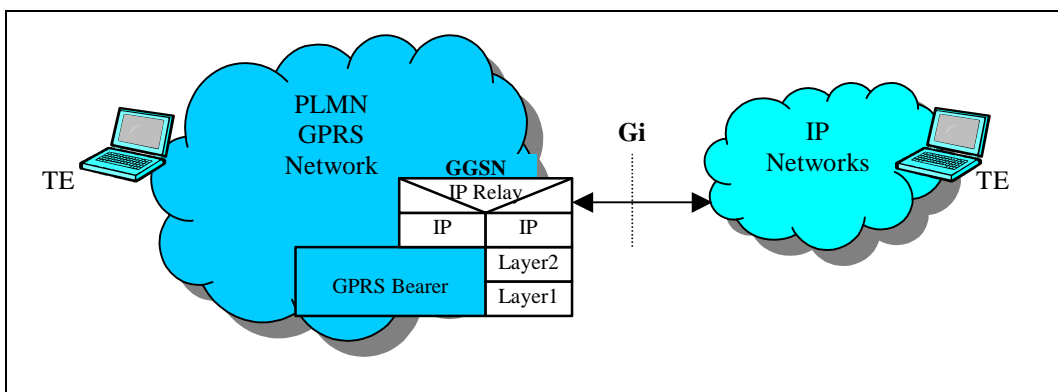 PLMN
GPRS
Network
TE
GGSN
IP Relay
IP
IP
GPRS Bearer
Layer2
Layer1
Gi
IP
Networks
TE